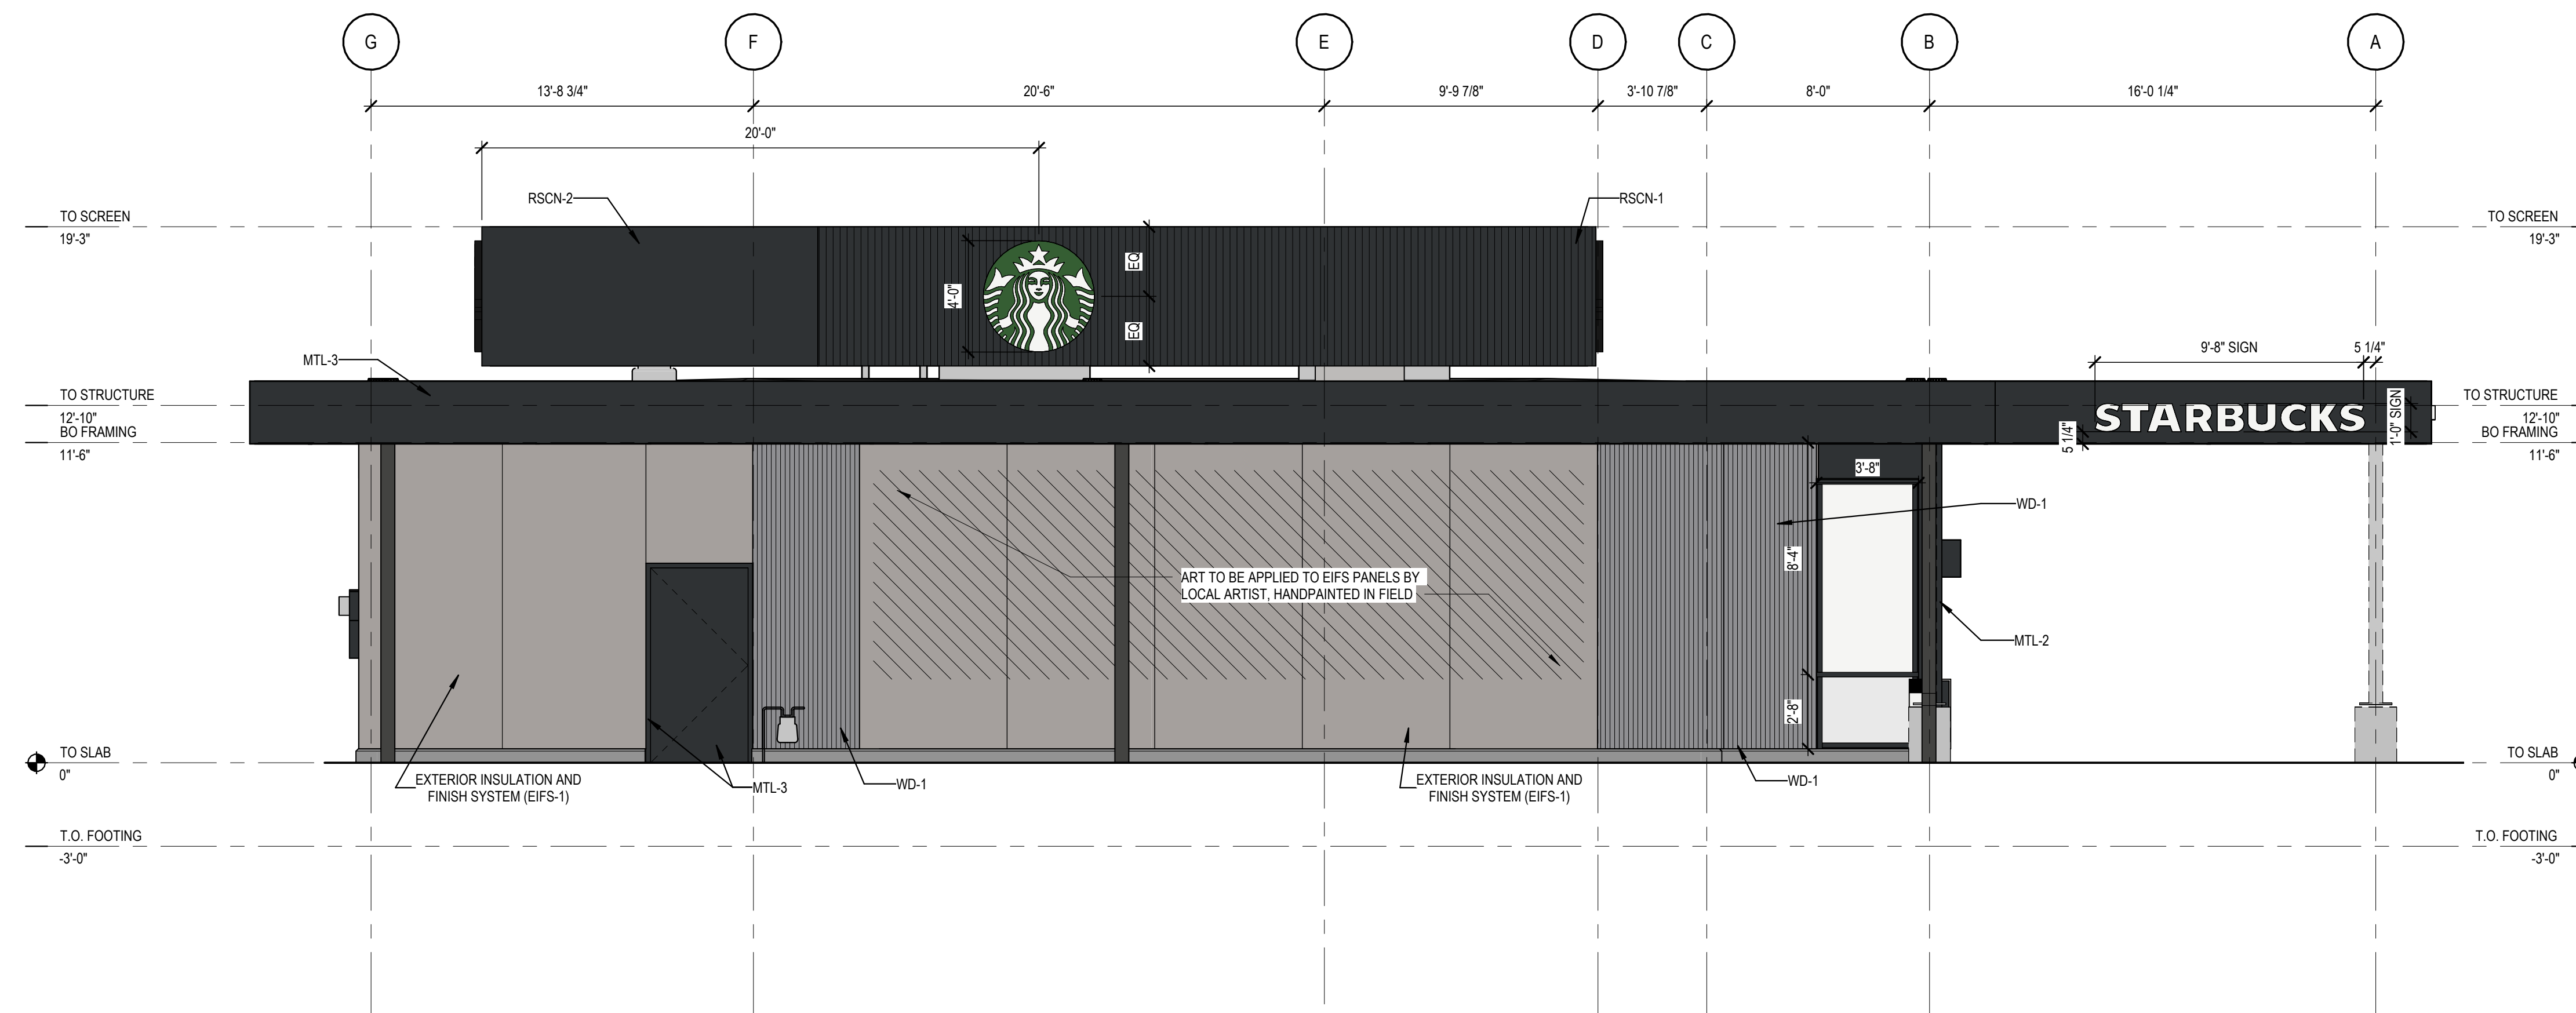 G F E D C B A
13'-8 3/4" 20'-6" 9'-9 7/8" 3'-10 7/8" 8'-0" 16'-0 1/4"
20'-0"
RSCN-2 RSCN-1
TO SCREEN TO SCREEN
19'-3" 19'-3"
EQ
4'-0"
EQ
9'-8" SIGN 5 1/4"
MTL-3
TO STRUCTURE TO STRUCTURE
12'-10" 12'-10"
STARBUCKS
1'-0" SIGN
BO FRAMING BO FRAMING
5 1/4"
11'-6" 11'-6"
3'-8"
WD-1
8'-4"
ART TO BE APPLIED TO EIFS PANELS BY
LOCAL ARTIST, HANDPAINTED IN FIELD
MTL-2
2'-8"
TO SLAB TO SLAB
0" 0"
EXTERIOR INSULATION AND
FINISH SYSTEM (EIFS-1)
MTL-3
WD-1
EXTERIOR INSULATION AND
FINISH SYSTEM (EIFS-1)
WD-1
T.O. FOOTING T.O. FOOTING
-3'-0" -3'-0"